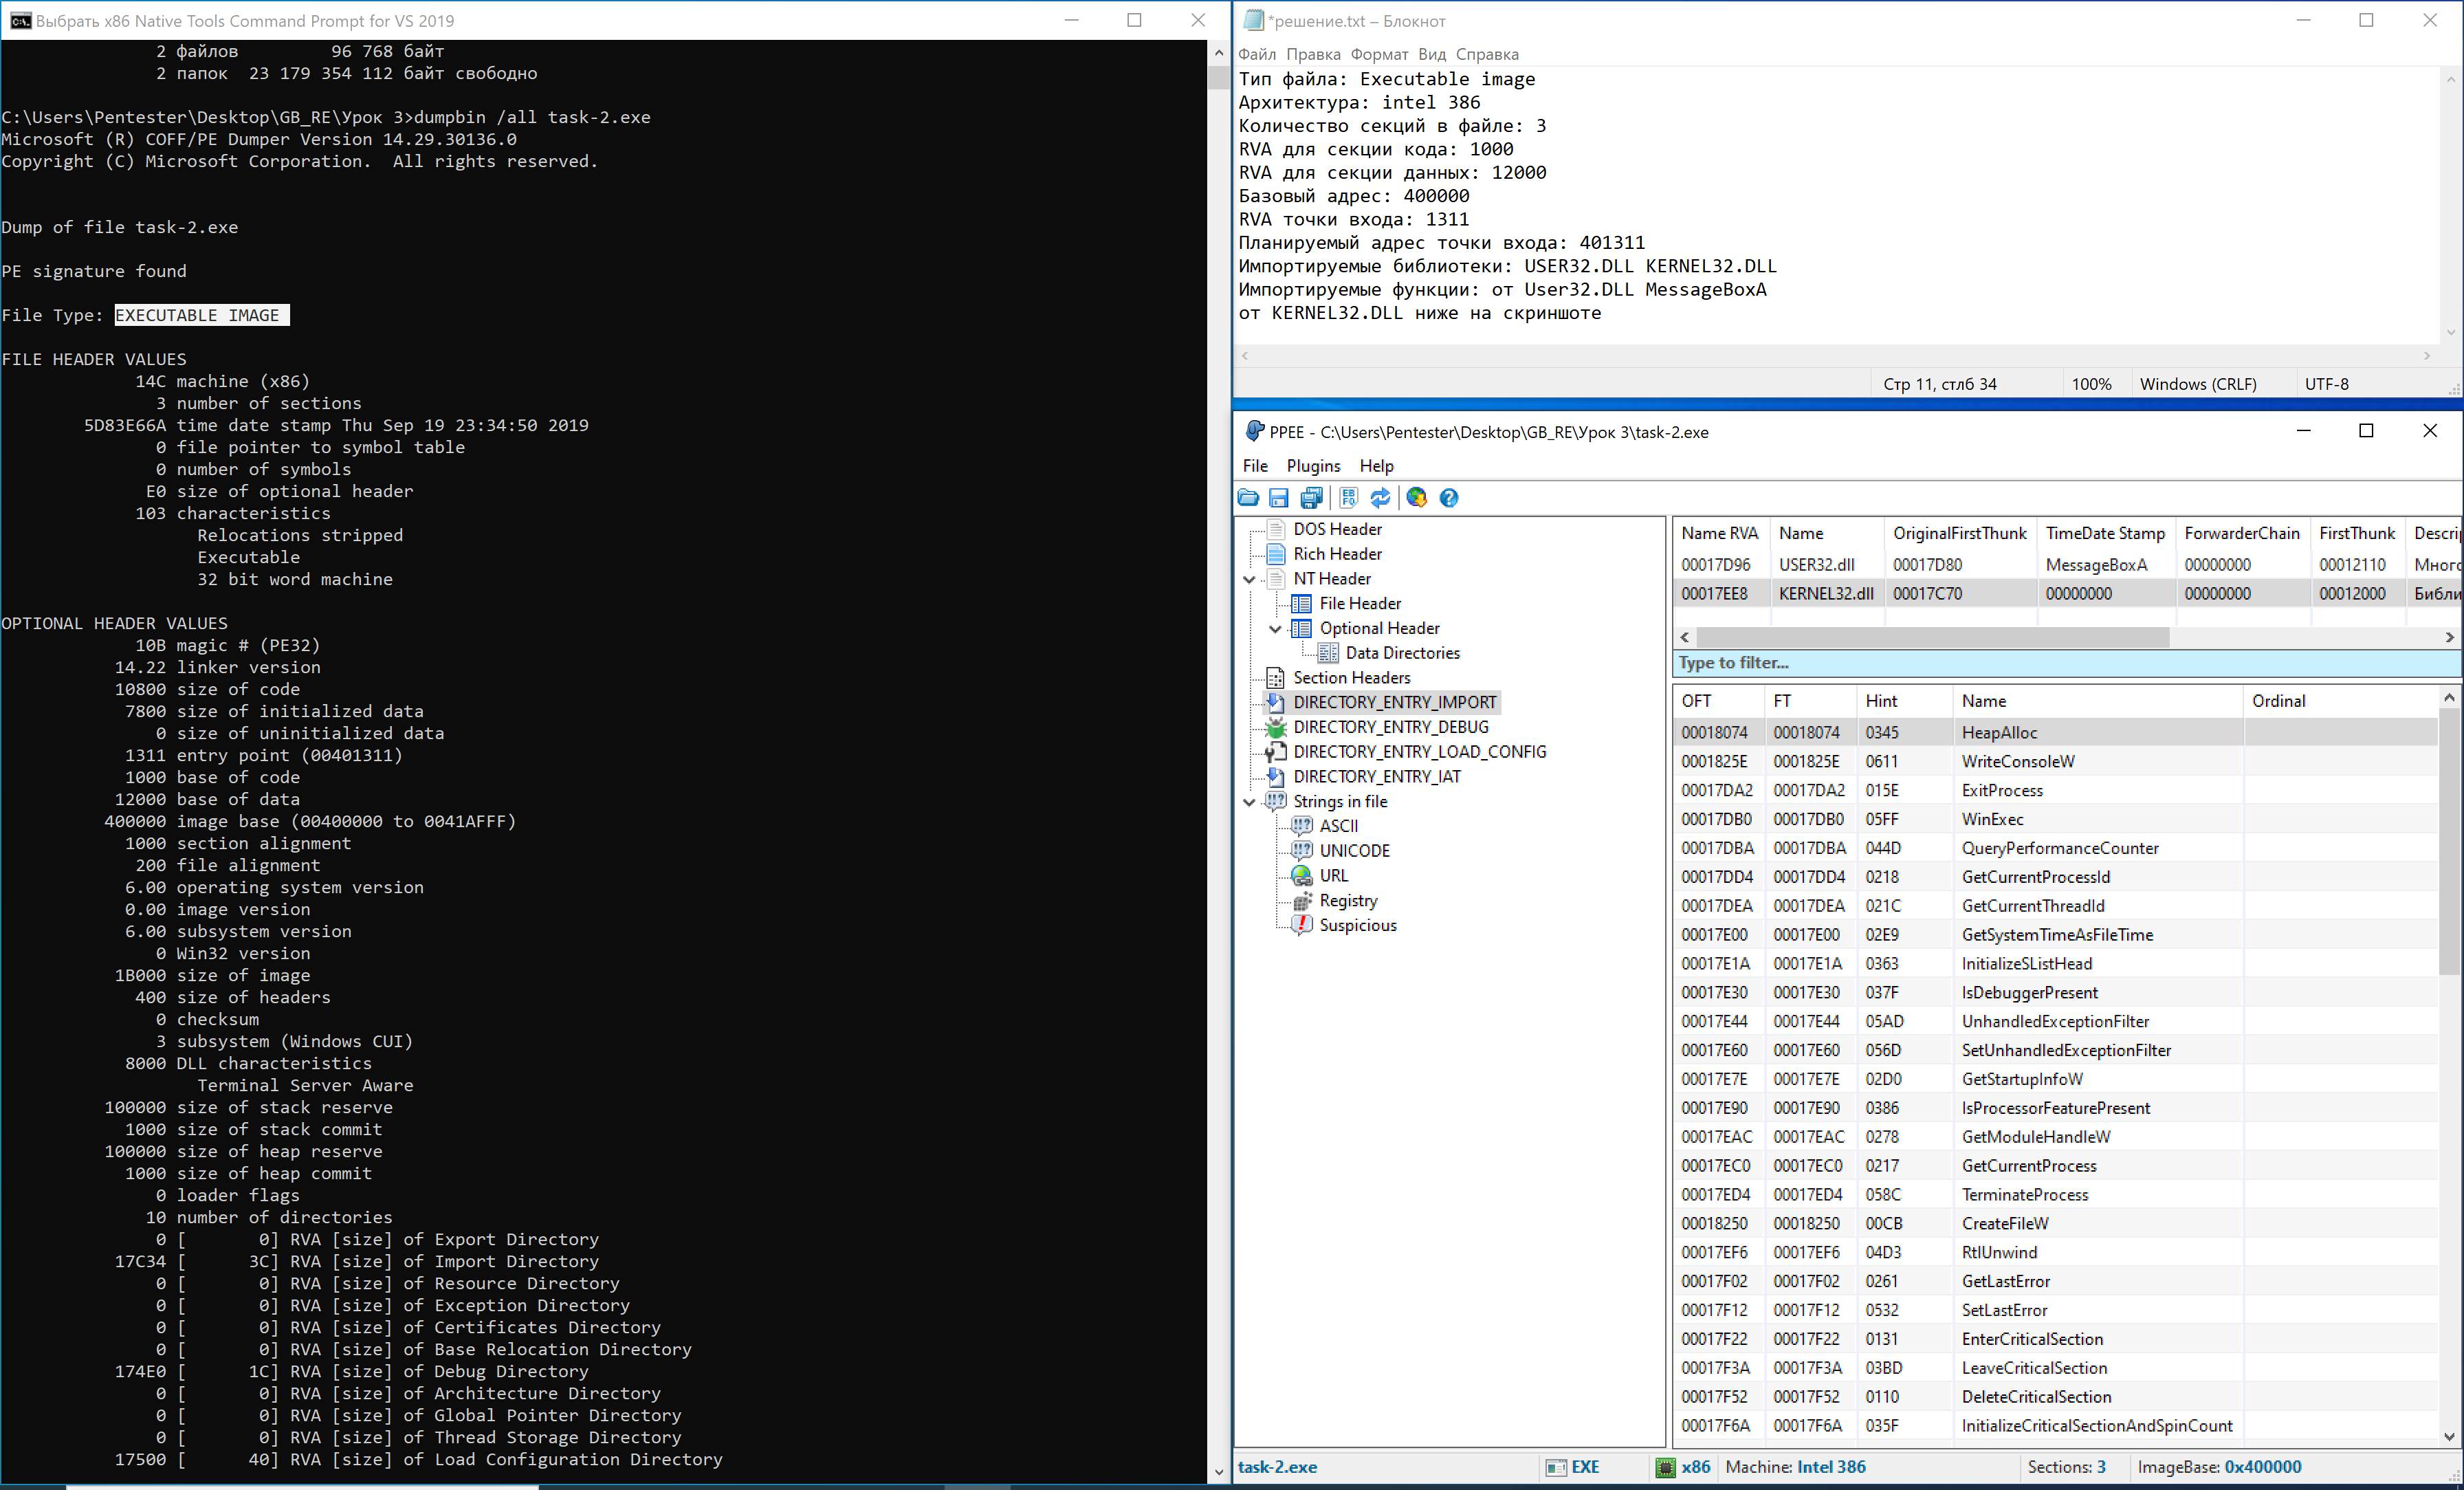 Выбрать x86 Native Tools Command Prompt for VS 2019
2 файлов 96 768 байт
2 папок 23 179 354 112 байт свободно
C:\Users\Pentester\Desktop\GB_RE\Урок 3>dumpbin /all task-2.exe
Microsoft (R) COFF/PE Dumper Version 14.29.30136.0
Copyright (C) Microsoft Corporation. All rights reserved.
Dump of file task-2.exe
PE signature found
File Type: EXECUTABLE IMAGE
FILE HEADER VALUES
14C machine (x86)
3 number of sections
5D83E66A time date stamp Thu Sep 19 23:34:50 2019
0 file pointer to symbol table
0 number of symbols
E0 size of optional header
103 characteristics
Relocations stripped
Executable
32 bit word machine
OPTIONAL HEADER VALUES
10B magic # (PE32)
14.22 linker version
10800 size of code
7800 size of initialized data
0 size of uninitialized data
1311 entry point (00401311)
1000 base of code
12000 base of data
400000 image base (00400000 to 0041AFFF)
1000 section alignment
200 file alignment
6.00 operating system version
0.00 image version
6.00 subsystem version
0 Win32 version
1B000 size of image
400 size of headers
0 checksum
3 subsystem (Windows CUI)
8000 DLL characteristics
Terminal Server Aware
100000 size of stack reserve
1000 size of stack commit
100000 size of heap reserve
1000 size of heap commit
0 loader flags
10 number of directories
0 [ 0] RVA [size] of Export Directory
17C34 [ 3C] RVA [size] of Import Directory
0 [ 0] RVA [size] of Resource Directory
0 [ 0] RVA [size] of Exception Directory
0 [ 0] RVA [size] of Certificates Directory
0 [ 0] RVA [size] of Base Relocation Directory
174E0 [ 1C] RVA [size] of Debug Directory
0 [ 0] RVA [size] of Architecture Directory
0 [ 0] RVA [size] of Global Pointer Directory
0 [ 0] RVA [size] of Thread Storage Directory
17500 [ 40] RVA [size] of Load Configuration Directory
*решение.txt – Блокнот
Файл Правка Формат Вид Справка
Тип файла: Executable image
Архитектура: intel 386
Количество секций в файле: 3
RVA для секции кода: 1000
RVA для секции данных: 12000
Базовый адрес: 400000
RVA точки входа: 1311
Планируемый адрес точки входа: 401311
Импортируемые библиотеки: USER32.DLL KERNEL32.DLL
Импортируемые функции: от User32.DLL MessageBoxA
от KERNEL32.DLL ниже на скриншоте
Стр 11, стлб 34 100% Windows (CRLF) UTF-8
PPEE - C:\Users\Pentester\Desktop\GB_RE\Урок 3\task-2.exe
File Plugins Help
DOS Header
Rich Header
NT Header
File Header
Optional Header
Data Directories
Section Headers
DIRECTORY_ENTRY_IMPORT
DIRECTORY_ENTRY_DEBUG
DIRECTORY_ENTRY_LOAD_CONFIG
DIRECTORY_ENTRY_IAT
Strings in file
ASCII
UNICODE
URL
Registry
Suspicious
Name RVA Name OriginalFirstThunk TimeDate Stamp ForwarderChain FirstThunk Descri
00017D96 USER32.dll 00017D80 MessageBoxA 00000000 00012110 Много
00017EE8 KERNEL32.dll 00017C70 00000000 00000000 00012000 Библи
Type to filter...
OFT FT Hint Name Ordinal
00018074 00018074 0345 HeapAlloc
0001825E 0001825E 0611 WriteConsoleW
00017DA2 00017DA2 015E ExitProcess
00017DB0 00017DB0 05FF WinExec
00017DBA 00017DBA 044D QueryPerformanceCounter
00017DD4 00017DD4 0218 GetCurrentProcessId
00017DEA 00017DEA 021C GetCurrentThreadId
00017E00 00017E00 02E9 GetSystemTimeAsFileTime
00017E1A 00017E1A 0363 InitializeSListHead
00017E30 00017E30 037F IsDebuggerPresent
00017E44 00017E44 05AD UnhandledExceptionFilter
00017E60 00017E60 056D SetUnhandledExceptionFilter
00017E7E 00017E7E 02D0 GetStartupInfoW
00017E90 00017E90 0386 IsProcessorFeaturePresent
00017EAC 00017EAC 0278 GetModuleHandleW
00017EC0 00017EC0 0217 GetCurrentProcess
00017ED4 00017ED4 058C TerminateProcess
00018250 00018250 00CB CreateFileW
00017EF6 00017EF6 04D3 RtlUnwind
00017F02 00017F02 0261 GetLastError
00017F12 00017F12 0532 SetLastError
00017F22 00017F22 0131 EnterCriticalSection
00017F3A 00017F3A 03BD LeaveCriticalSection
00017F52 00017F52 0110 DeleteCriticalSection
00017F6A 00017F6A 035F InitializeCriticalSectionAndSpinCount
task-2.exe EXE x86 Machine: Intel 386 Sections: 3 ImageBase: 0x400000